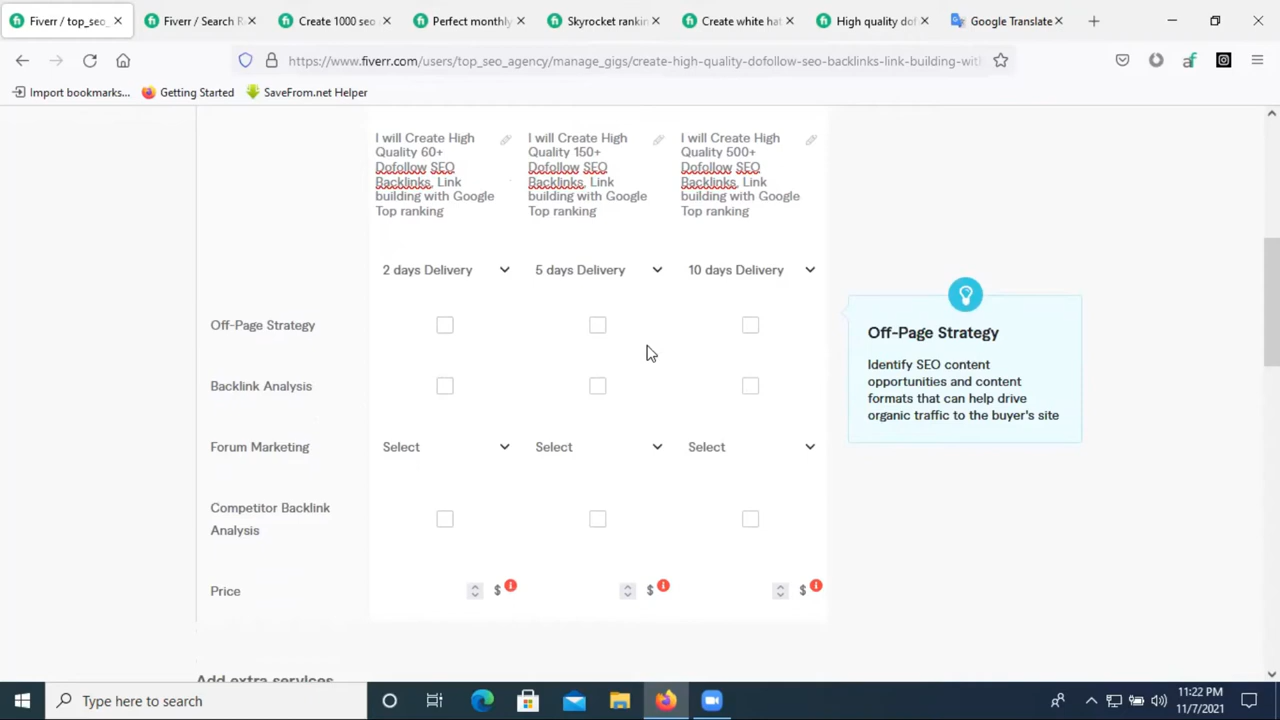 Fiverr / top_seo_
Fiverr / Search R
Create 1000 seo
Perfect monthly
Skyrocket rankin
Create white hat
High quality dof
Google Translate
https://www.fiverr.com/users/top_seo_agency/manage_gigs/create-high-quality-dofollow-seo-backlinks-link-building-wit
af
Import bookmarks...
Getting Started
SaveFrom.net Helper
I will Create High
Quality 60+
Dofollow SEO
Backlinks, Link
building with Google
Top ranking
I will Create High
Quality 150+
Dofollow SEO
Backlinks, Link
building with Google
Top ranking
I will Create High
Quality 500+
Dofollow SEO
Backlinks, Link
building with Google
Top ranking
2 days Delivery
5 days Delivery
10 days Delivery
Off-Page Strategy
Off-Page Strategy
Identify SEO content
opportunities and content
formats that can help drive
organic traffic to the buyer's site
Backlink Analysis
Forum Marketing
Select
Select
Select
Competitor Backlink
Analysis
Price
$
$
$
Add extra services
Type here to search
11:22 PM
11/7/2021